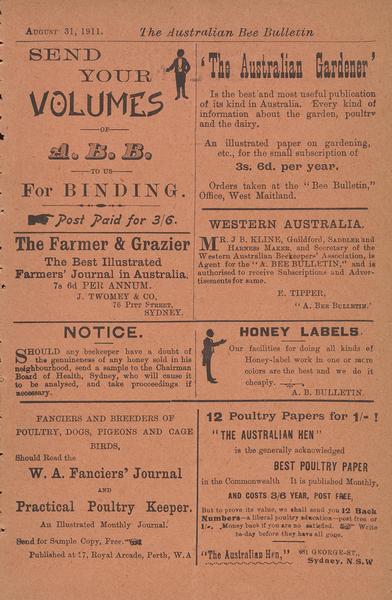 August 31, 1911. The Australian Bee Bulletin
SEND
YOUR
VOLUMES
—OF—
A. B. B.
—TO US—
For BINDING.
Post Paid for 3/6.
The Farmer & Grazier
The Best Illustrated
Farmers' Journal in Australia.
7s 6d PER ANNUM.
J. TWOMEY & CO,
76 Pitt Street,
SYDNEY.
'The Australian Gardener'
Is the best and most useful publication
of its kind in Australia. Every kind of
information about the garden, poultry
and the dairy.
An illustrated paper on gardening,
etc., for the small subscription of
3s. 6d. per year.
Orders taken at the "Bee Bulletin,"
Office, West Maitland.
WESTERN AUSTRALIA.
MR. J B. KLINE, Guildford, Saddler and
Harness Maker, and Secretary of the
Western Australian Beekeepers' Association, is
Agent for the "A. BEE BULLETIN," and is
authorised to receive Subscriptions and Adver-
tisements for same.
E. TIPPER,
"A Bee Bulletin.'
NOTICE.
SHOULD any beekeeper have a doubt of
the genuineness of any honey sold in his
neighbourhood, send a sample to the Chairman
Board of Health, Sydney, who will cause it
to be analysed, and take proceedings if
necessary.
HONEY LABELS.
Our facilities for doing all kinds of
Honey-label work in one or more
colors are the best and we do it
cheaply.
A. B. BULLETIN.
FANCIERS AND BREEDERS OF
POULTRY, DOGS, PIGEONS AND CAGE
BIRDS,
Should Read the
W. A. Fanciers' Journal
AND
Practical Poultry Keeper.
An Illustrated Monthly Journal.
Send for Sample Copy, Free.
Published at 17, Royal Arcade, Perth, W.A
12 Poultry Papers for 1/- !
"THE AUSTRALIAN HEN"
is the generally acknowledged
BEST POULTRY PAPER
in the Commonwealth It is published Monthly,
AND COSTS 3/6 YEAR, POST FREE,
But to prove its value, we shall send you 12 Back
Numbers—a liberal poultry education—post free or
1/-. Money back if you are no satisfied. Write
to-day before they have all gone.
"The Australian Hen,"
981 GEORGE-ST.,
Sydney, N.S.W